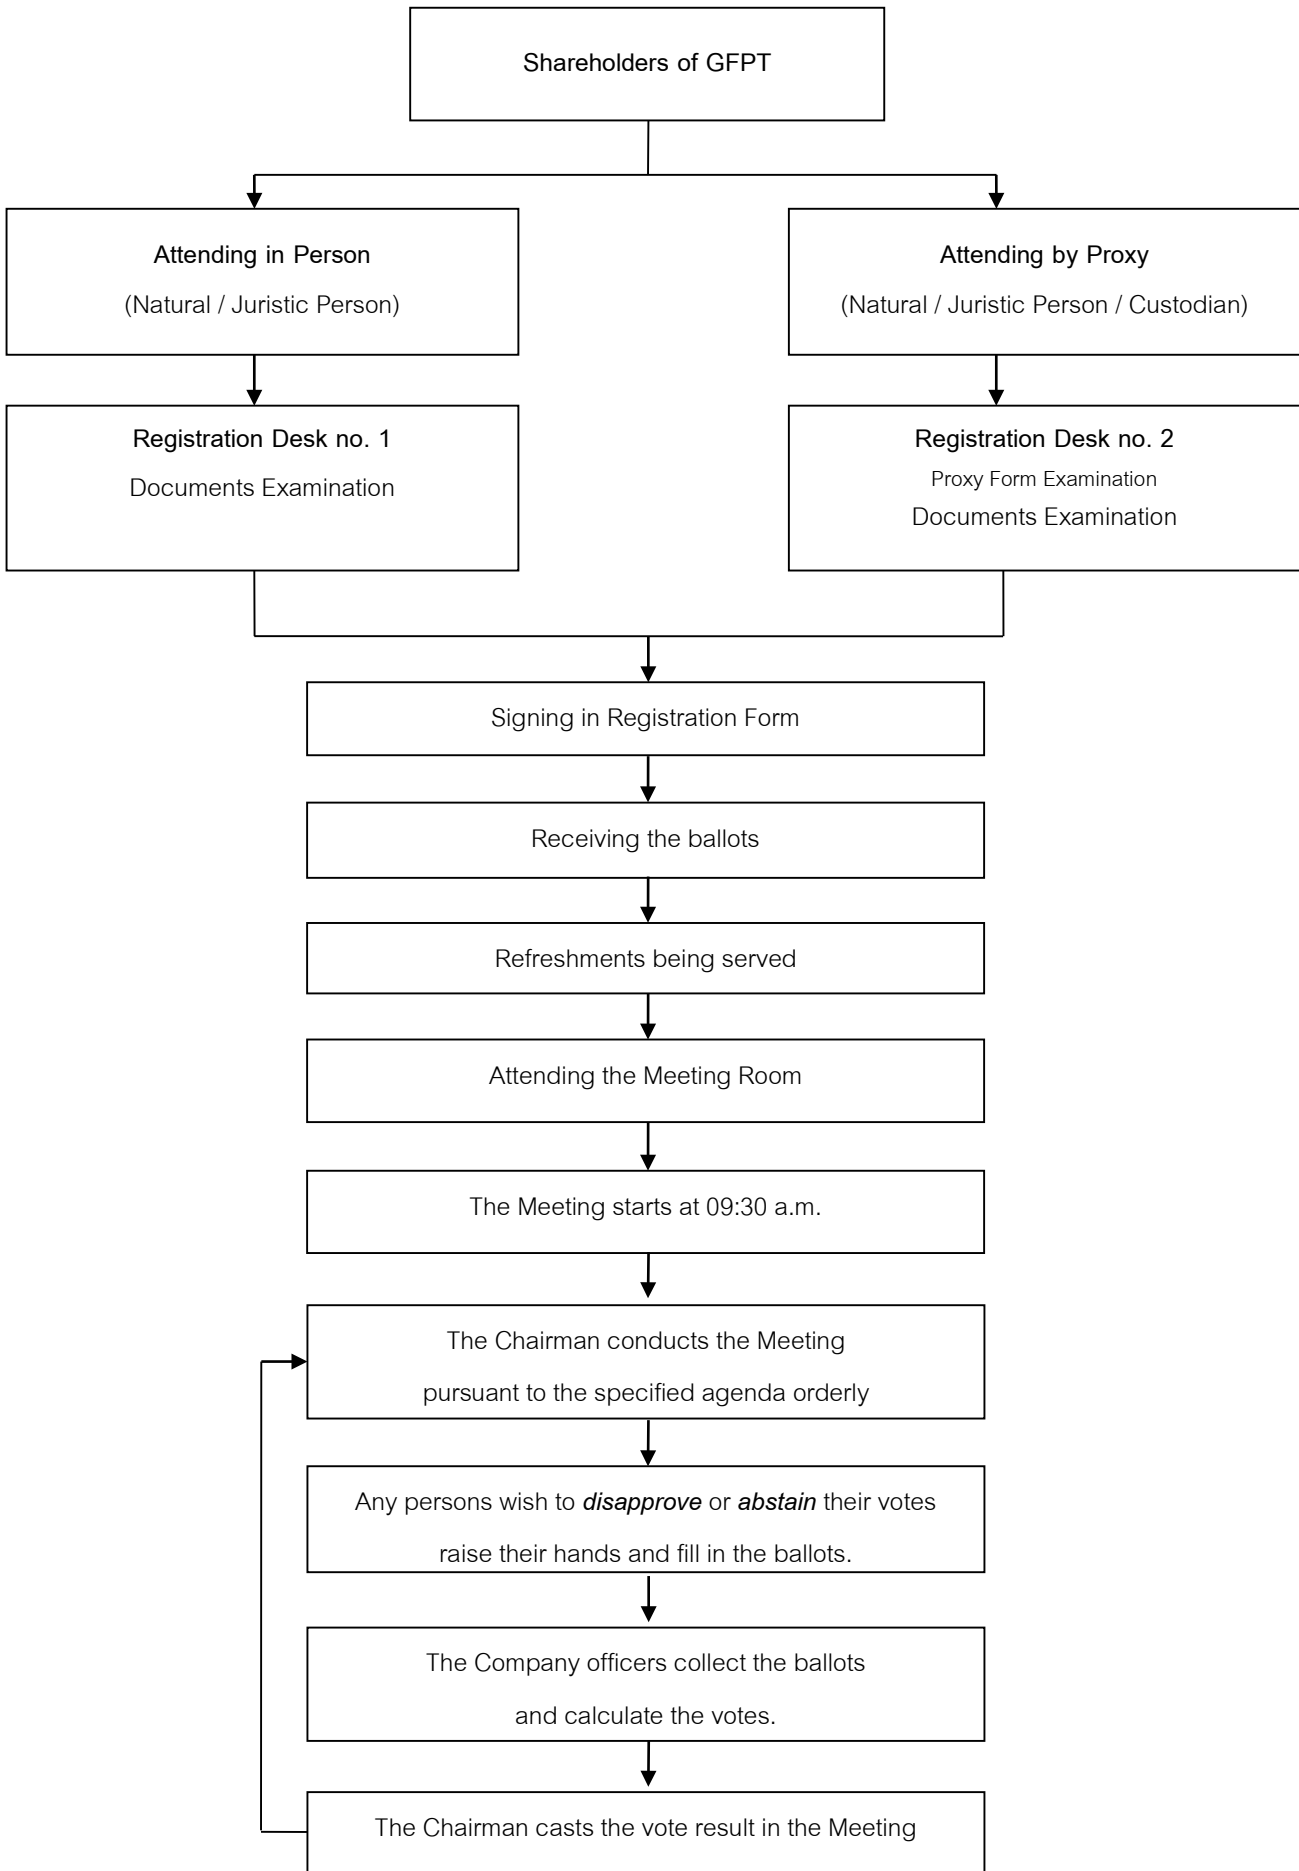 Shareholders of GFPT
Attending in Person
(Natural / Juristic Person)
Attending by Proxy
(Natural / Juristic Person / Custodian)
Registration Desk no. 1
Documents Examination
Registration Desk no. 2
Proxy Form Examination
Documents Examination
Signing in Registration Form
Receiving the ballots
Refreshments being served
Attending the Meeting Room
The Meeting starts at 09:30 a.m.
The Chairman conducts the Meeting
pursuant to the specified agenda orderly
Any persons wish to disapprove or abstain their votes
raise their hands and fill in the ballots.
The Company officers collect the ballots
and calculate the votes.
The Chairman casts the vote result in the Meeting